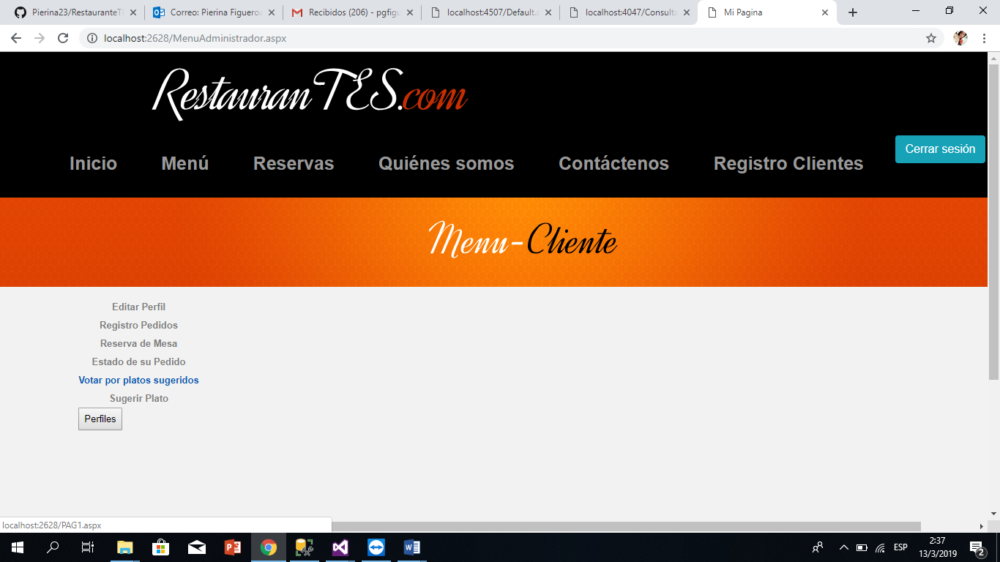 Pierina23/RestauranteT
Correo: Pierina Figueroa
Recibidos (206) - pgfigu
localhost:4507/Default.a
localhost:4047/Consulta
Mi Pagina
localhost:2628/MenuAdministrador.aspx
RestauranTES.com
Cerrar sesión
Inicio Menú Reservas Quiénes somos Contáctenos Registro Clientes
Menu-Cliente
Editar Perfil
Registro Pedidos
Reserva de Mesa
Estado de su Pedido
Votar por platos sugeridos
Sugerir Plato
Perfiles
localhost:2628/PAG1.aspx
ESP
2:37
13/3/2019
2